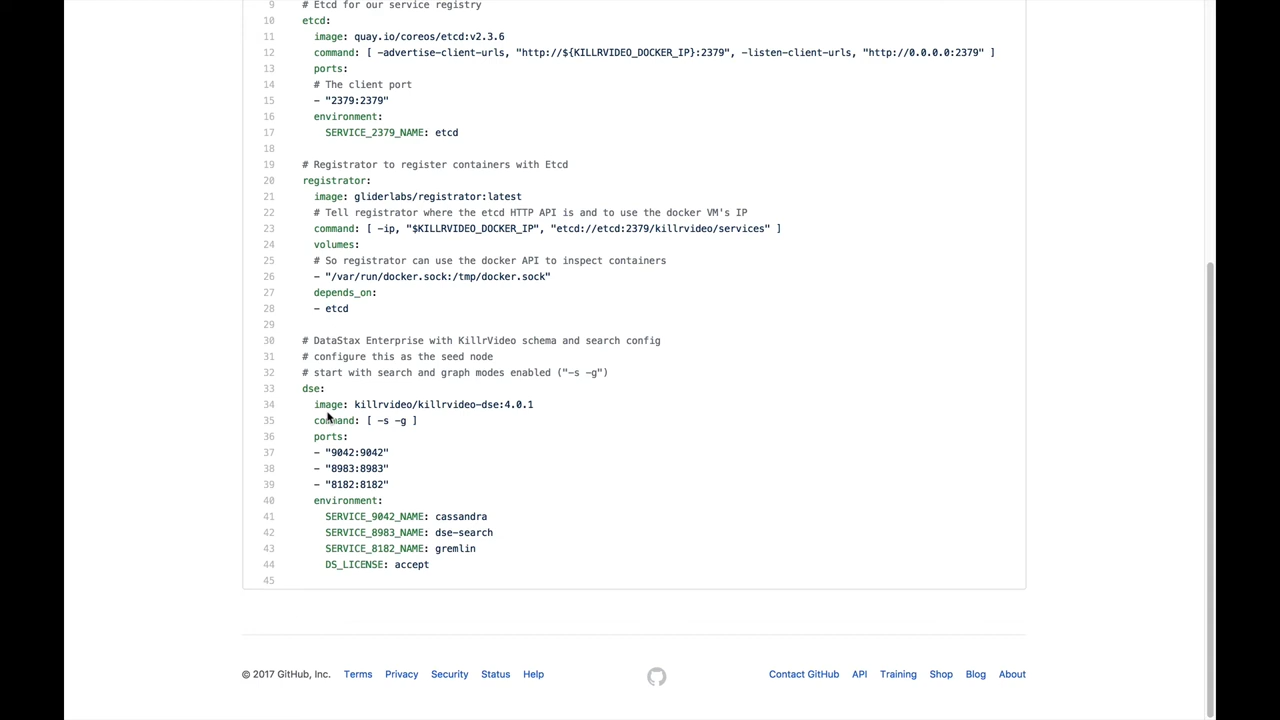 9 # Etcd for our service registry
10 etcd:
11 image: quay.io/coreos/etcd:v2.3.6
12 command: [ -advertise-client-urls, "http://${KILLRVIDEO_DOCKER_IP}:2379", -listen-client-urls, "http://0.0.0.0:2379" ]
13 ports:
14 # The client port
15 - "2379:2379"
16 environment:
17 SERVICE_2379_NAME: etcd
18
19 # Registrator to register containers with Etcd
20 registrator:
21 image: gliderlabs/registrator:latest
22 # Tell registrator where the etcd HTTP API is and to use the docker VM's IP
23 command: [ -ip, "$KILLRVIDEO_DOCKER_IP", "etcd://etcd:2379/killrvideo/services" ]
24 volumes:
25 # So registrator can use the docker API to inspect containers
26 - "/var/run/docker.sock:/tmp/docker.sock"
27 depends_on:
28 - etcd
29
30 # DataStax Enterprise with KillrVideo schema and search config
31 # configure this as the seed node
32 # start with search and graph modes enabled ("-s -g")
33 dse:
34 image: killrvideo/killrvideo-dse:4.0.1
35 command: [ -s -g ]
36 ports:
37 - "9042:9042"
38 - "8983:8983"
39 - "8182:8182"
40 environment:
41 SERVICE_9042_NAME: cassandra
42 SERVICE_8983_NAME: dse-search
43 SERVICE_8182_NAME: gremlin
44 DS_LICENSE: accept
45
© 2017 GitHub, Inc. Terms Privacy Security Status Help Contact GitHub API Training Shop Blog About